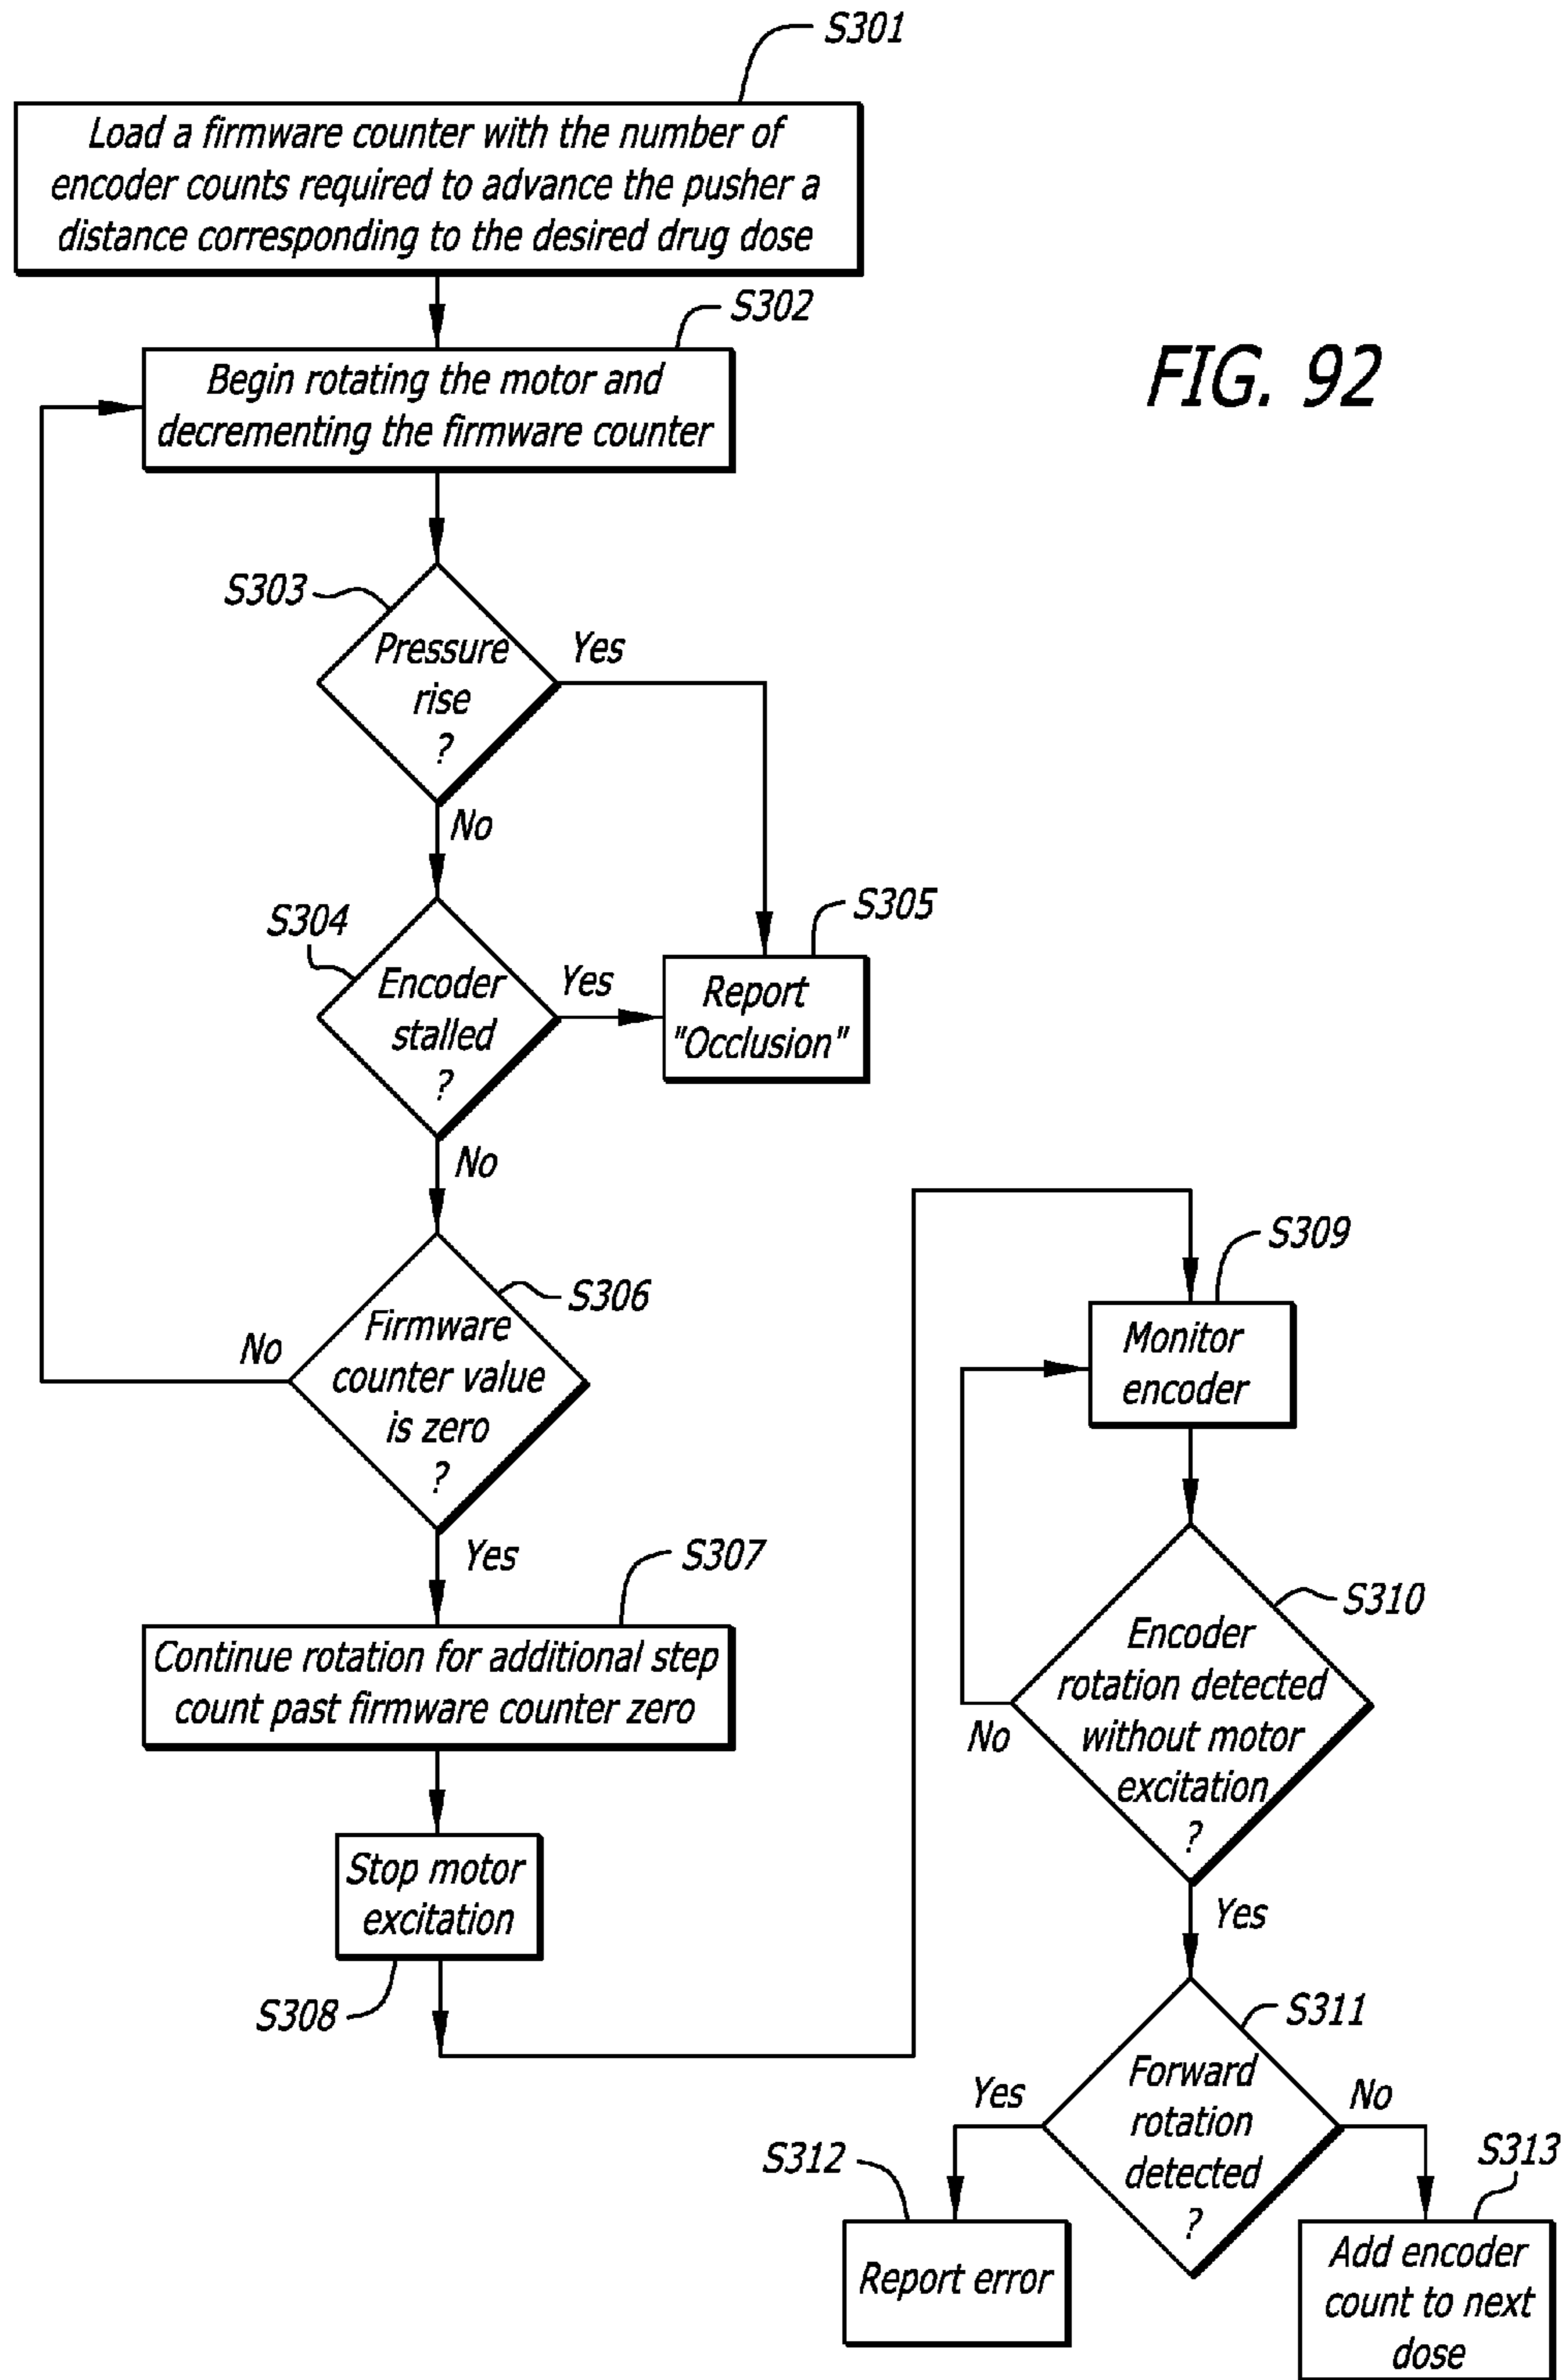 S301
Load a firmware counter with the number of
encoder counts required to advance the pusher a
distance corresponding to the desired drug dose
S302
Begin rotating the motor and
decrementing the firmware counter
FIG. 92
S303
Pressure
rise
?
Yes
No
S304
Encoder
stalled
?
Yes
No
S305
Report
"Occlusion"
S306
Firmware
counter value
is zero
?
No
Yes
S307
Continue rotation for additional step
count past firmware counter zero
Stop motor
excitation
S308
S309
Monitor
encoder
S310
Encoder
rotation detected
without motor
excitation
?
No
Yes
S311
Forward
rotation
detected
?
Yes
No
S312
Report error
S313
Add encoder
count to next
dose